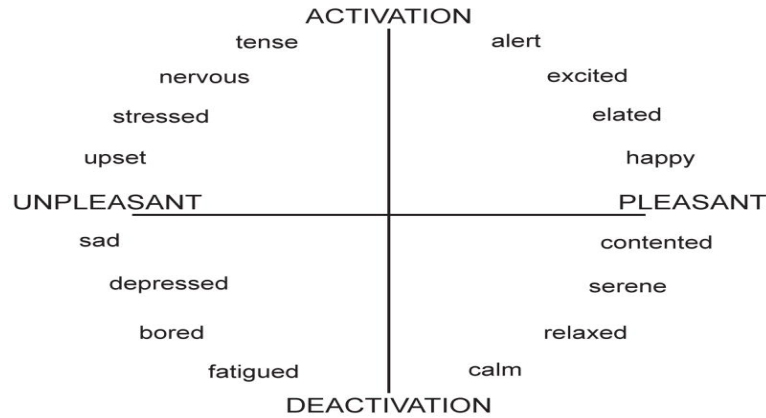 ACTIVATION
tense alert
nervous excited
stressed elated
upset happy
UNPLEASANT PLEASANT
sad contented
depressed serene
bored relaxed
fatigued calm
DEACTIVATION